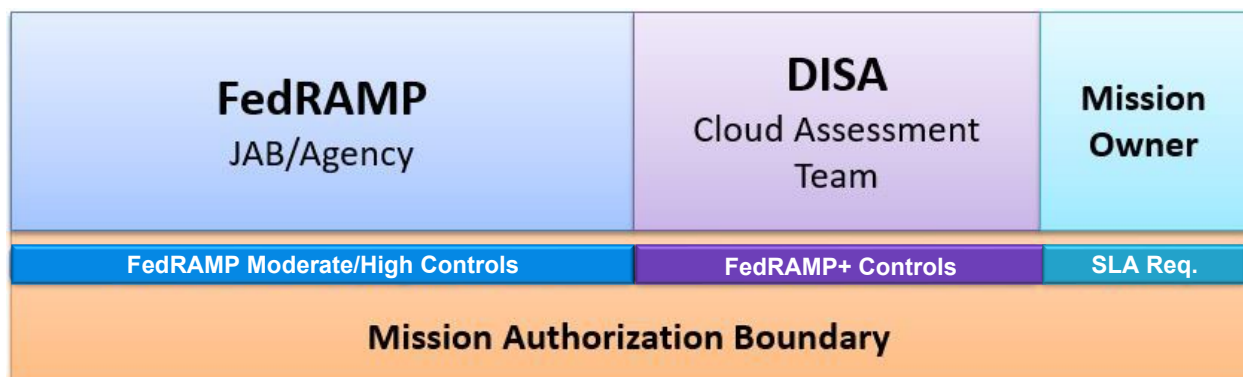 FedRAMP
JAB/Agency
DISA
Cloud Assessment
Team
Mission
Owner
FedRAMP Moderate/High Controls
FedRAMP+ Controls
SLA Req.
Mission Authorization Boundary